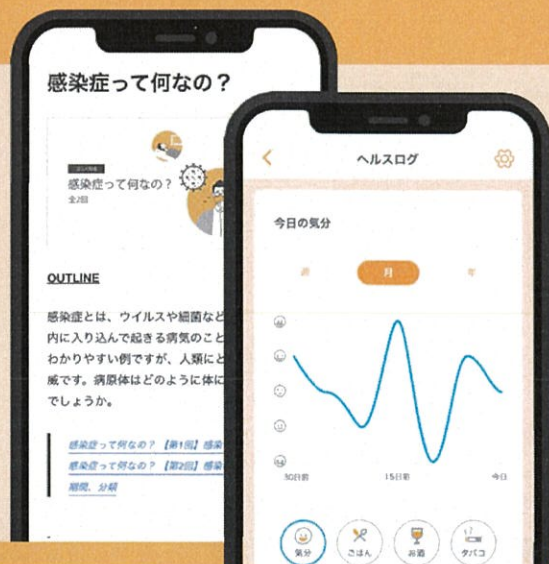 感染症って何なの？
感染症って何なの？
全2回
OUTLINE
感染症とは、ウイルスや細菌など
内に入り込んで起きる病気のこと
わかりやすい例ですが、人類にと
威です。病原体はどのように体に
でしょうか。
感染症って何なの？【第1回】感染
感染症って何なの？【第2回】感染
期間、分類
ヘルスログ
今日の気分
週
月
年
30日前
15日前
今日
気分
ごはん
お酒
タバコ